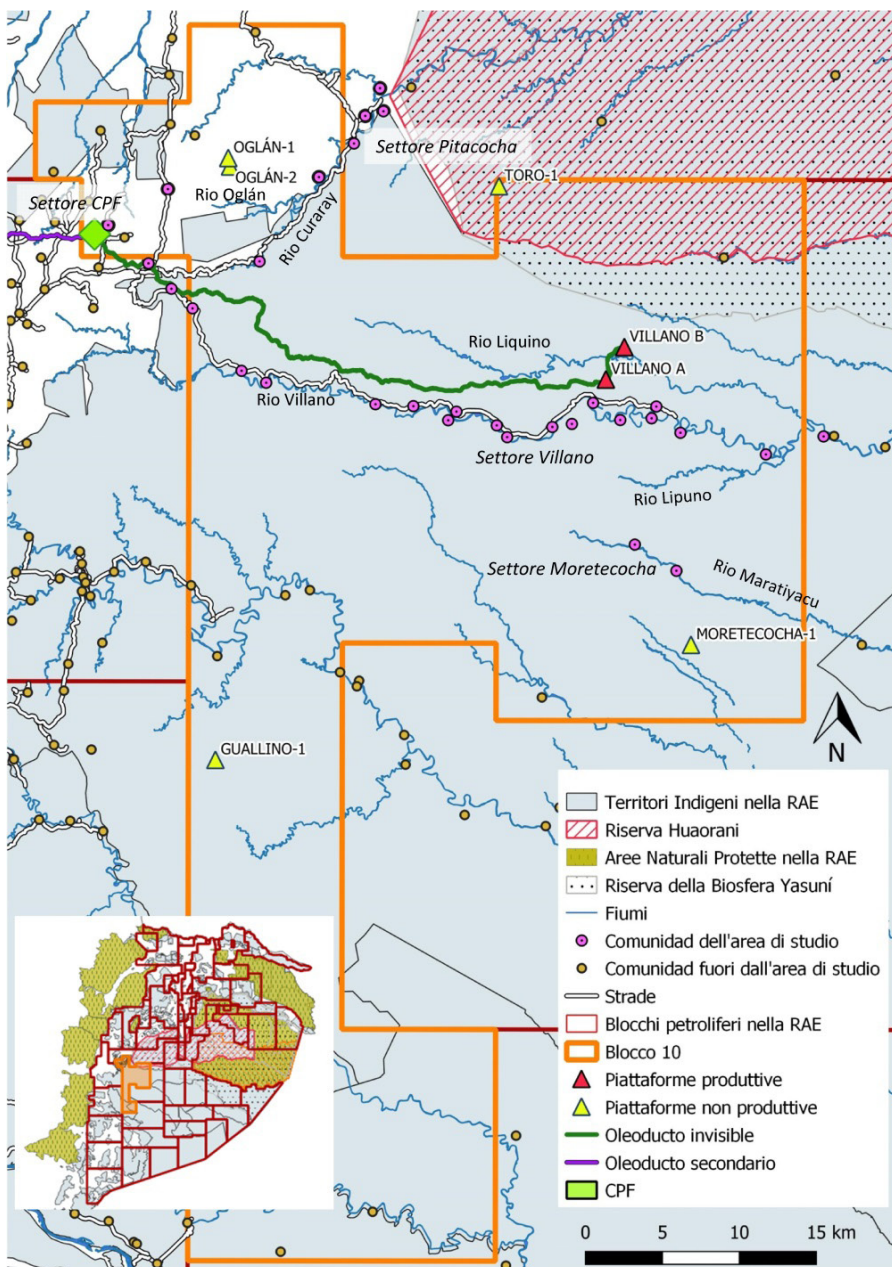 OGLÁN-1
Settore Pitacocha
OGLÁN-2
TORO-1
Rio Oglán
Settore CPF
Rio Curaray
VILLANO B
Rio Liquino
VILLANO A
Rio Villano
Settore Villano
Rio Lipuno
Settore Moretecocha
Rio Maratiyacu
MORETECOCHA-1
N
GUALLINO-1
Territori Indigeni nella RAE
Riserva Huaorani
Aree Naturali Protette nella RAE
Riserva della Biosfera Yasuní
Fiumi
Comunidad dell'area di studio
Comunidad fuori dall'area di studio
Strade
Blocchi petroliferi nella RAE
Blocco 10
Piattaforme produttive
Piattaforme non produttive
Oleoducto invisible
Oleoducto secondario
CPF
0 5 10 15 km